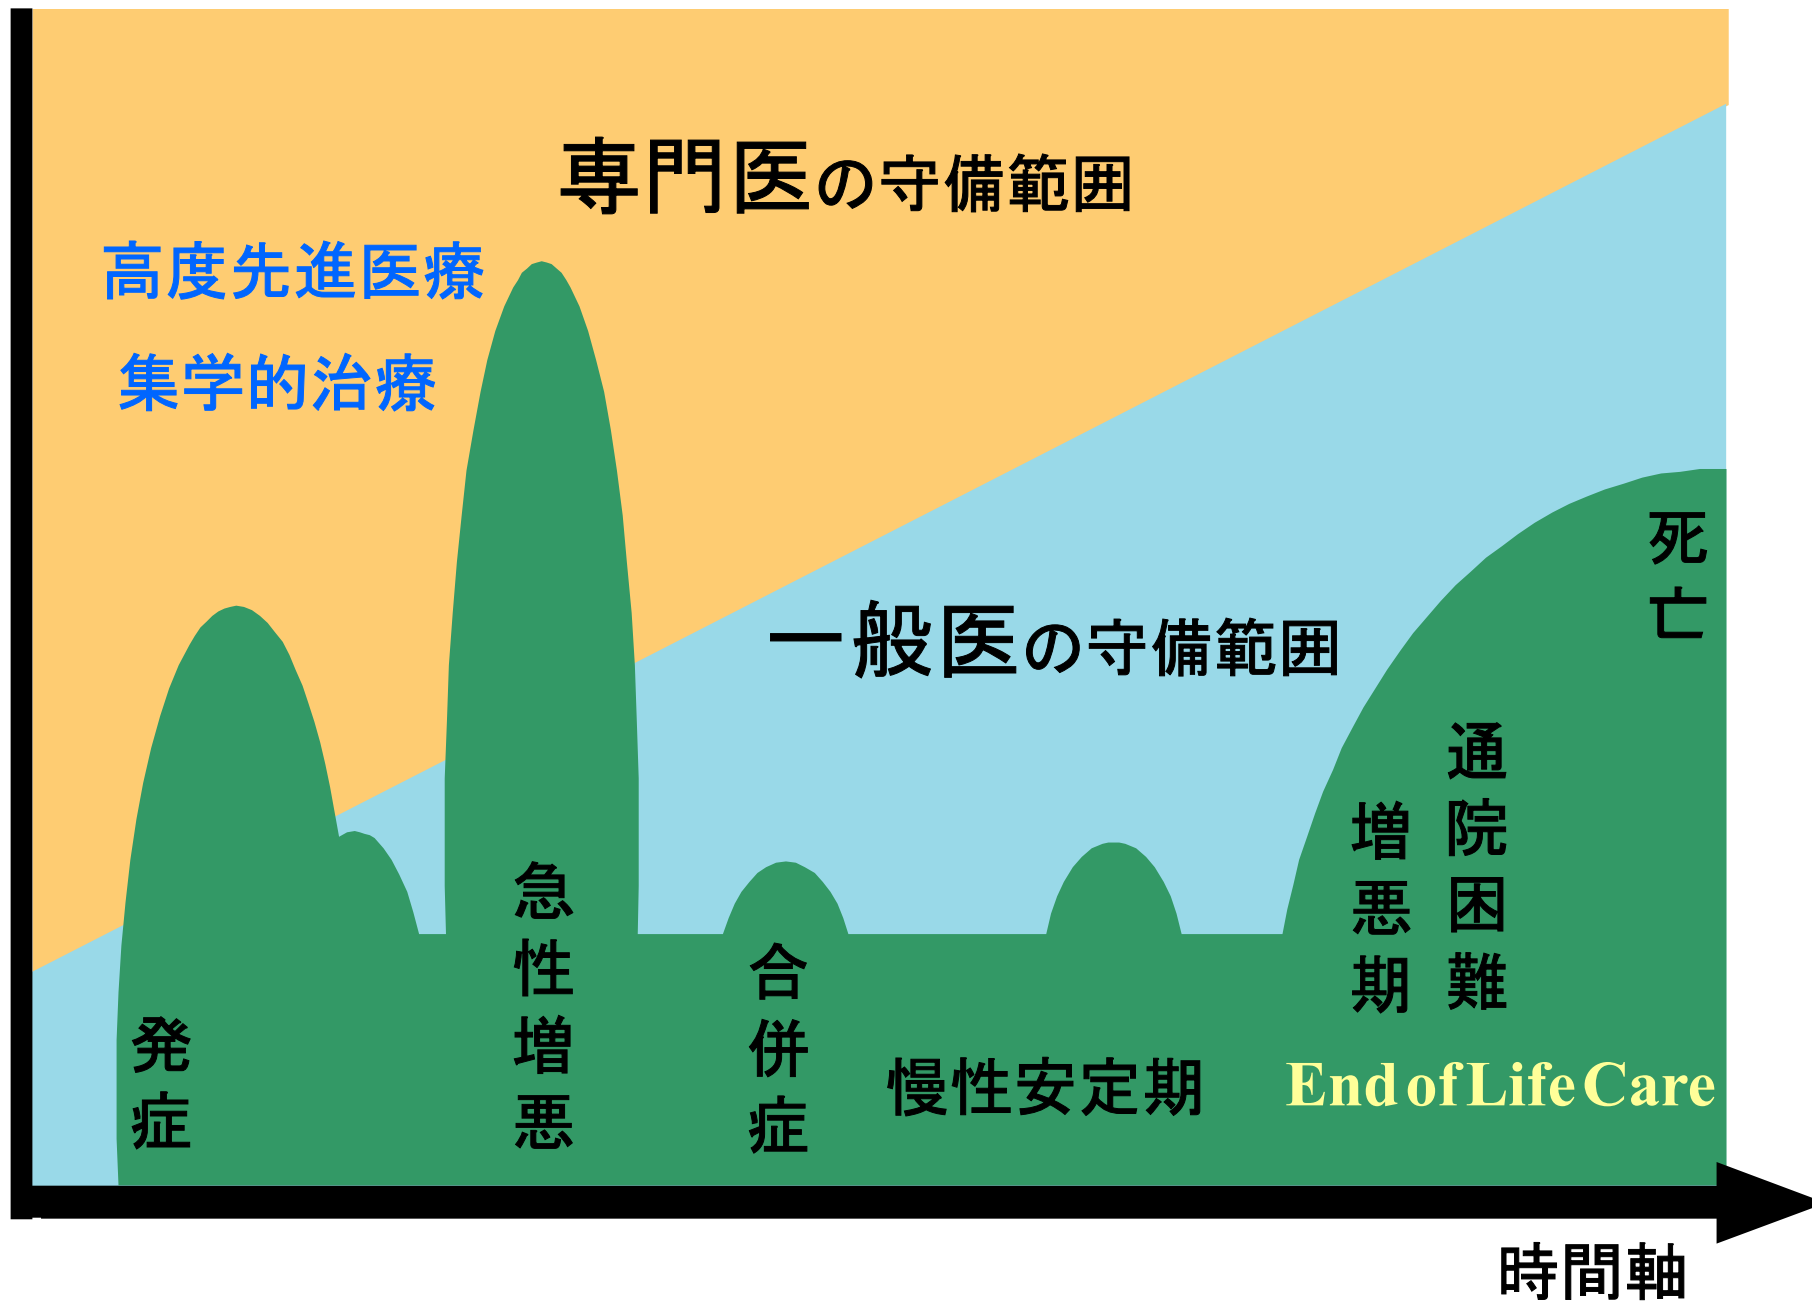 専門医の守備範囲
高度先進医療
集学的治療
一般医の守備範囲
発症
急性増悪
合併症
慢性安定期
増悪期
通院困難
死亡
End of Life Care
時間軸